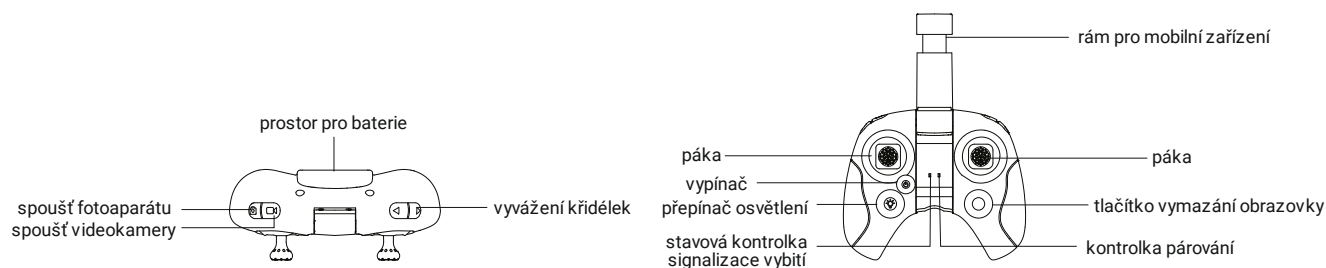 prostor pro baterie
spoušť fotoaparátu
spoušť videokamery
vyvážení křidélek
rám pro mobilní zařízení
páka
páka
vypínač
přepínač osvětlení
tlačítko vymazání obrazovky
stavová kontrolka
signalizace vybití
kontrolka párování